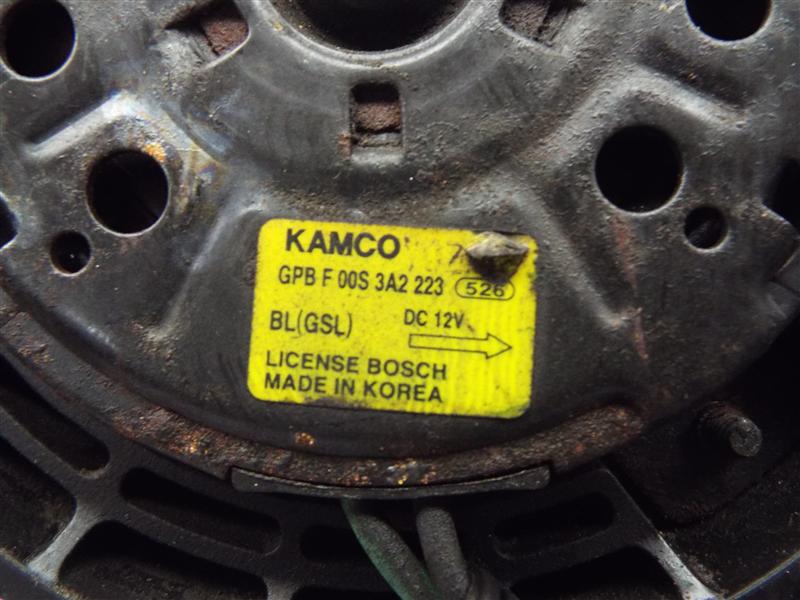 KAMCO
GPB F 00S 3A2 223 526
BL(GSL) DC 12V
LICENSE BOSCH
MADE IN KOREA